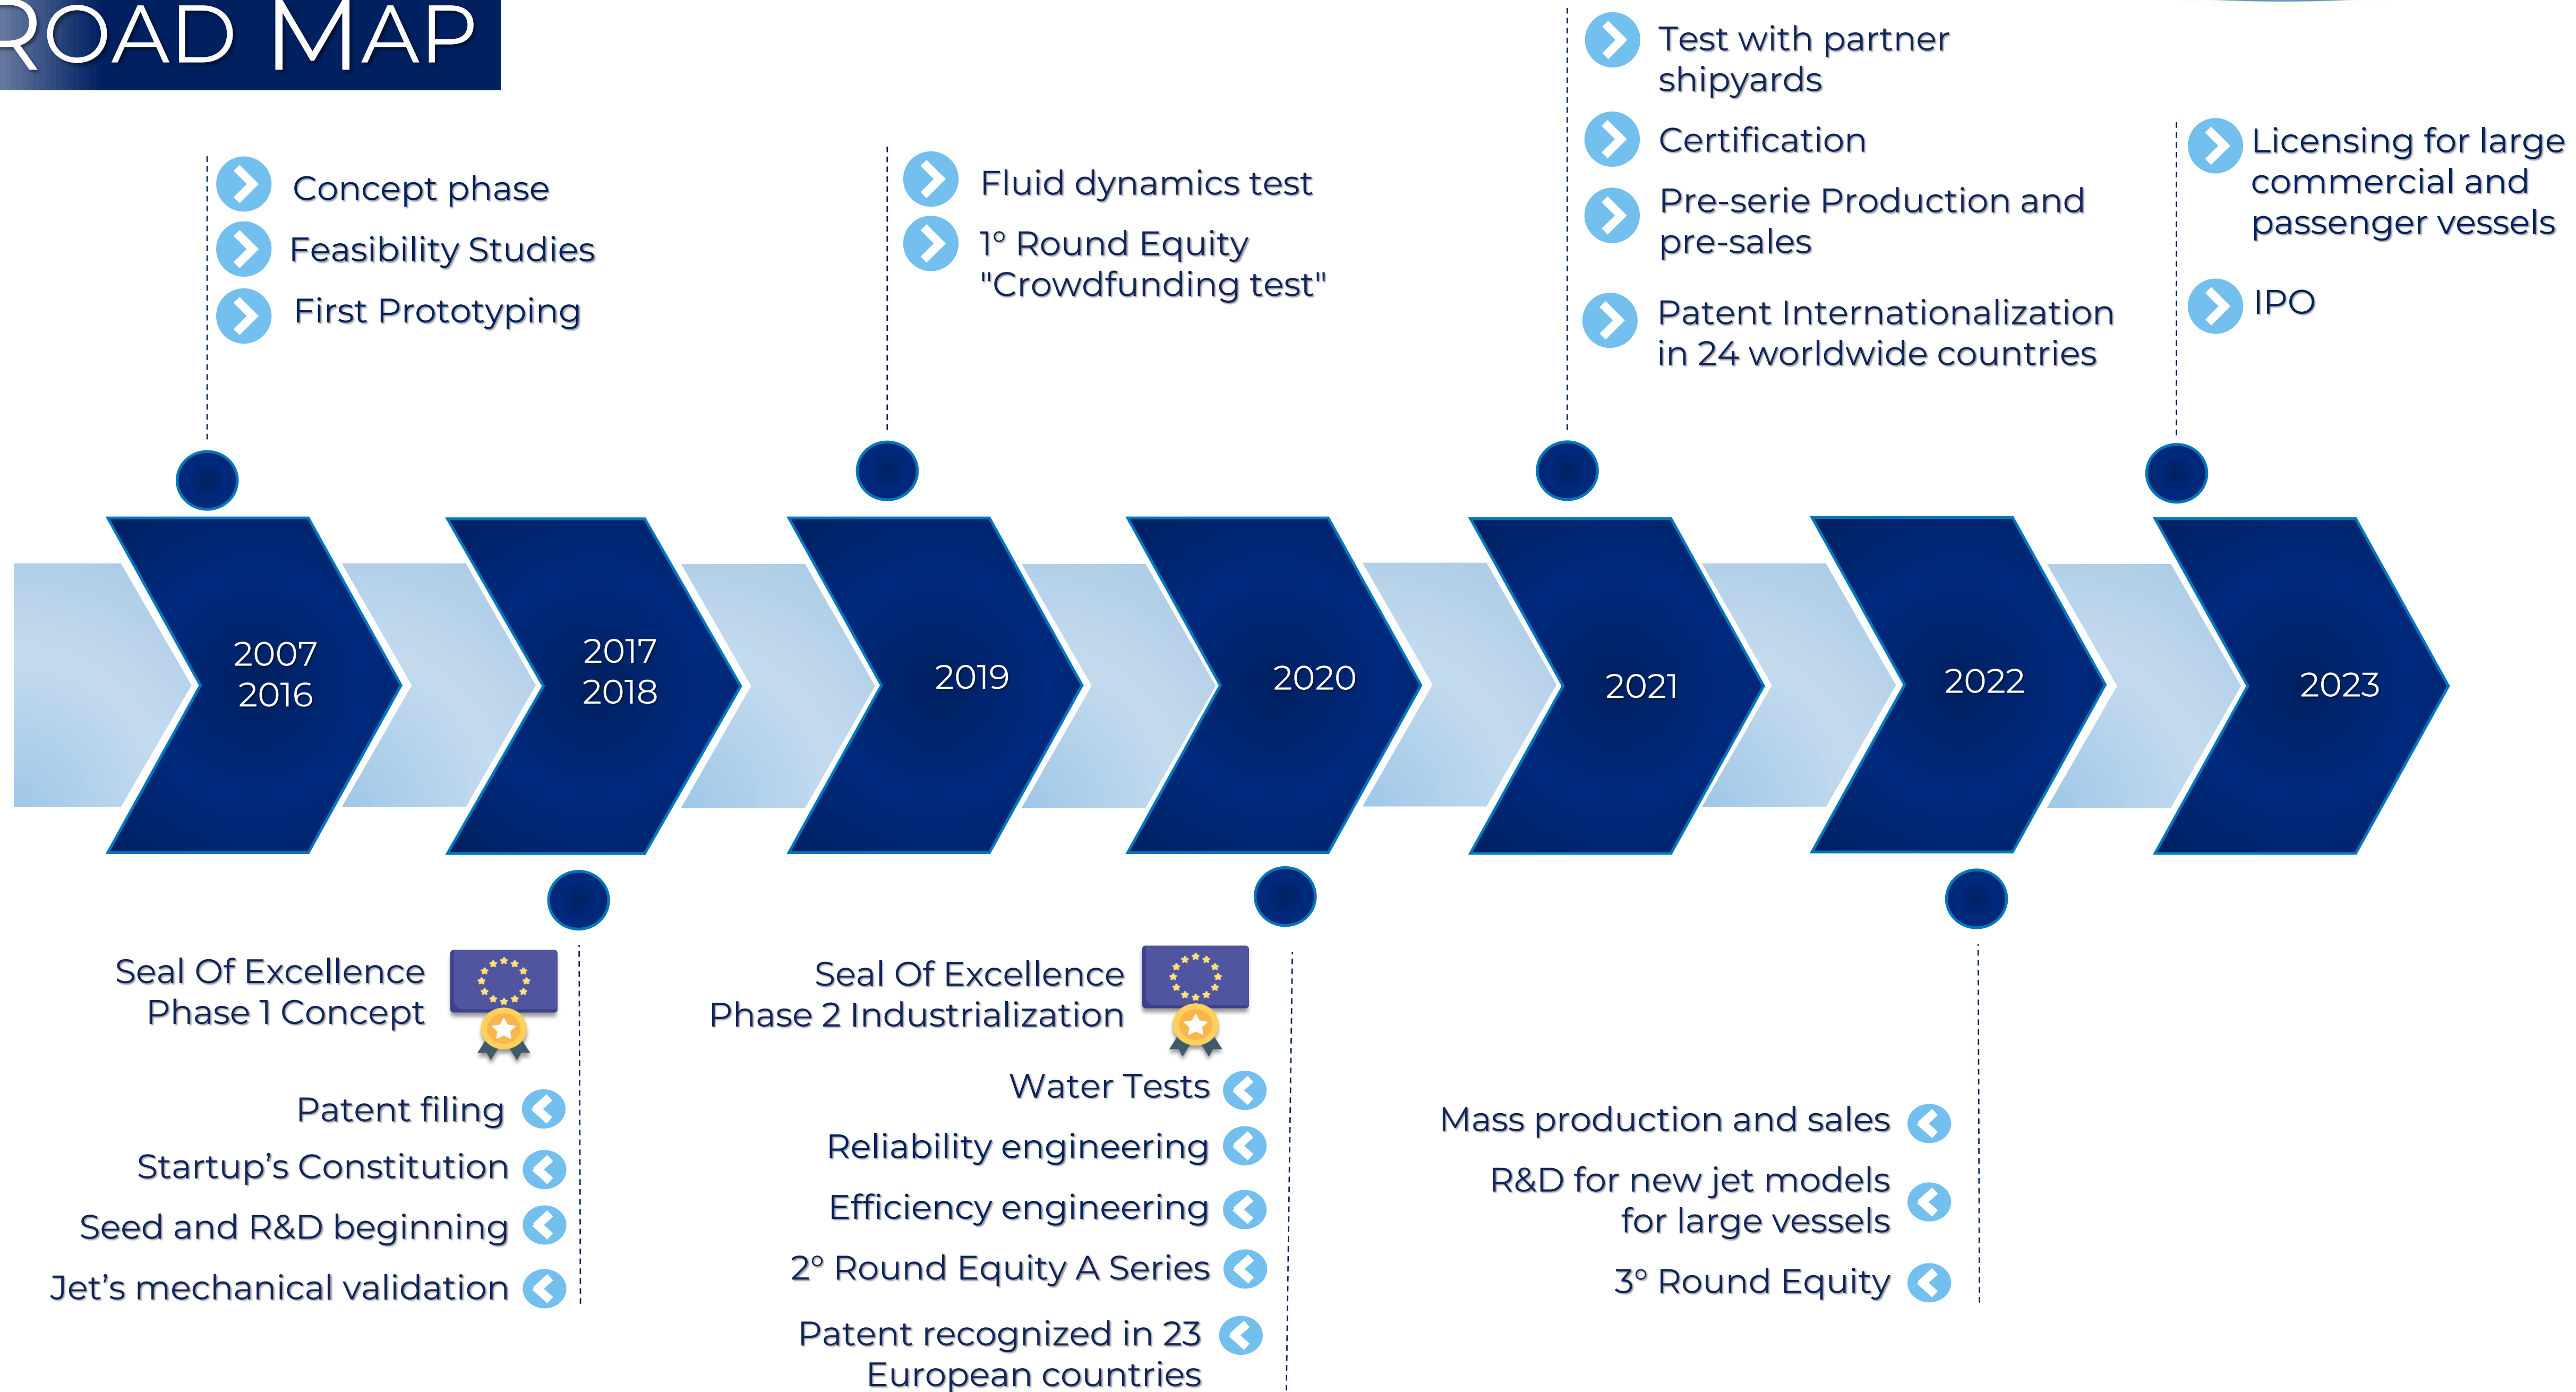 ROAD MAP
Concept phase
Feasibility Studies
First Prototyping
Fluid dynamics test
1° Round Equity
"Crowdfunding test"
Test with partner
shipyards
Certification
Pre-serie Production and
pre-sales
Patent Internationalization
in 24 worldwide countries
Licensing for large
commercial and
passenger vessels
IPO
2007
2016
2017
2018
2019
2020
2021
2022
2023
Seal Of Excellence
Phase 1 Concept
Patent filing
Startup’s Constitution
Seed and R&D beginning
Jet’s mechanical validation
Seal Of Excellence
Phase 2 Industrialization
Water Tests
Reliability engineering
Efficiency engineering
2° Round Equity A Series
Patent recognized in 23
European countries
Mass production and sales
R&D for new jet models
for large vessels
3° Round Equity